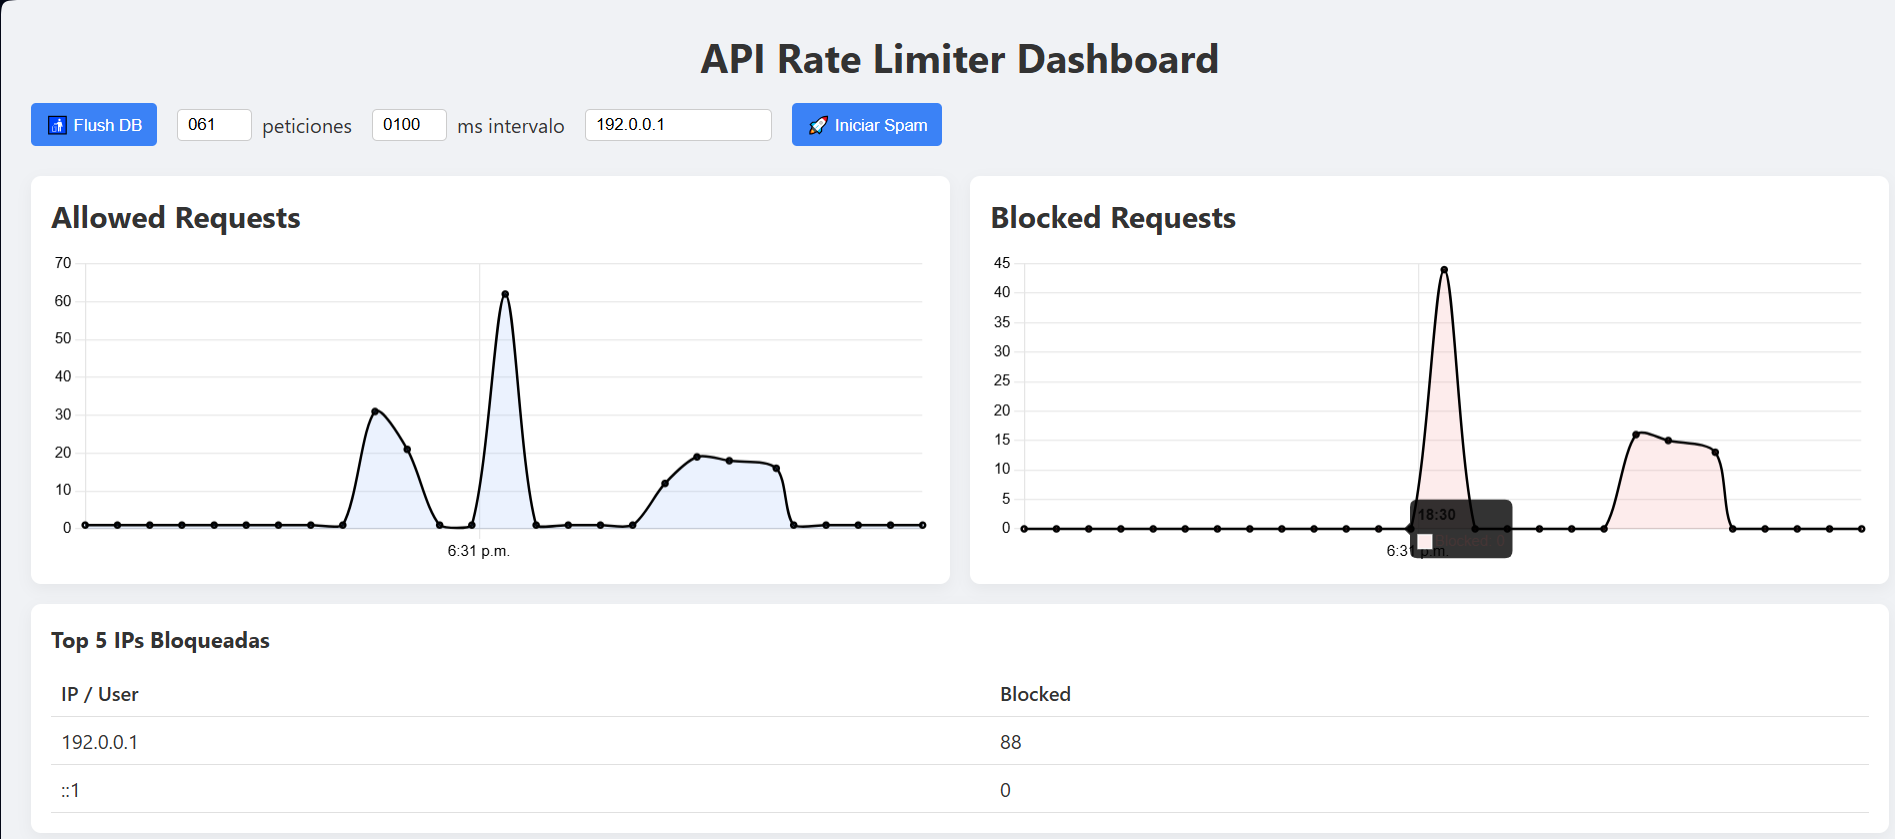 API Rate Limiter Dashboard
Flush DB 061 peticiones 0100 ms intervalo 192.0.0.1 Iniciar Spam
Allowed Requests
70
60
50
40
30
20
10
0
6:31 p.m.
Blocked Requests
45
40
35
30
25
20
15
10
5
0
18:30
Blocked: 0
6:31 p.m.
Top 5 IPs Bloqueadas
IP / User Blocked
192.0.0.1 88
::1 0